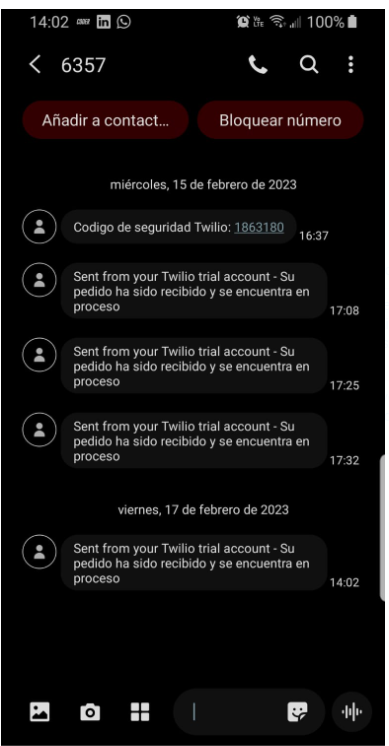 14:02 100%
6357
Añadir a contact...
Bloquear número
miércoles, 15 de febrero de 2023
Codigo de seguridad Twilio: 1863180
16:37
Sent from your Twilio trial account - Su
pedido ha sido recibido y se encuentra en
proceso
17:08
Sent from your Twilio trial account - Su
pedido ha sido recibido y se encuentra en
proceso
17:25
Sent from your Twilio trial account - Su
pedido ha sido recibido y se encuentra en
proceso
17:32
viernes, 17 de febrero de 2023
Sent from your Twilio trial account - Su
pedido ha sido recibido y se encuentra en
proceso
14:02